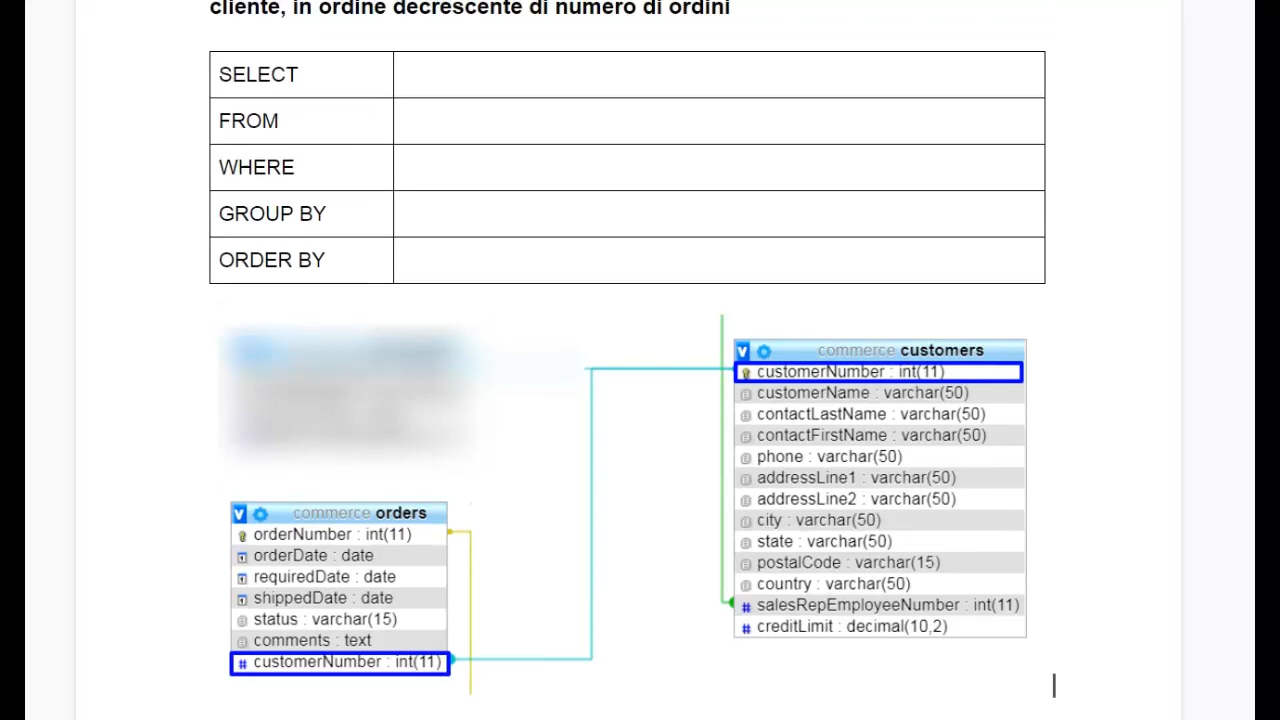 cliente, in ordine decrescente di numero di ordini
SELECT
FROM
WHERE
GROUP BY
ORDER BY
commerce customers
customerNumber : int(11)
customerName : varchar(50)
contactLastName : varchar(50)
contactFirstName : varchar(50)
phone : varchar(50)
addressLine1 : varchar(50)
addressLine2 : varchar(50)
city : varchar(50)
state : varchar(50)
postalCode : varchar(15)
country : varchar(50)
salesRepEmployeeNumber : int(11)
creditLimit : decimal(10,2)
commerce orders
orderNumber : int(11)
orderDate : date
requiredDate : date
shippedDate : date
status : varchar(15)
comments : text
customerNumber : int(11)